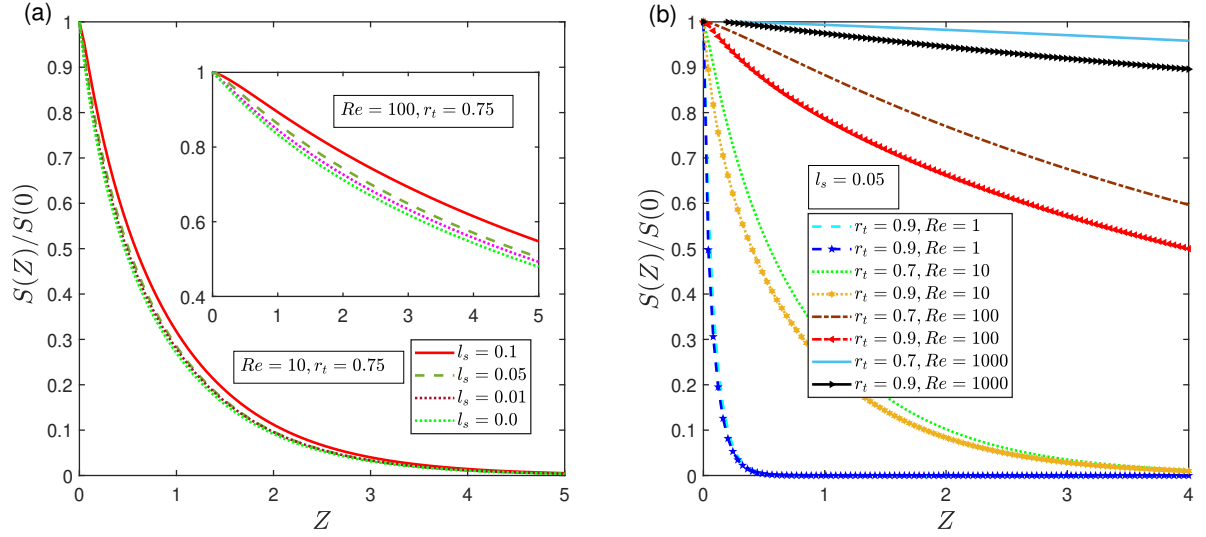 (a)
1
0.9
0.8
0.7
0.6
0.5
0.4
0.3
0.2
0.1
0
S(Z)/S(0)
0 1 2 3 4 5
Z
1
0.8
0.6
0.4
0 1 2 3 4 5
Re = 100, r_t = 0.75
Re = 10, r_t = 0.75
l_s = 0.1
l_s = 0.05
l_s = 0.01
l_s = 0.0
(b)
1
0.9
0.8
0.7
0.6
0.5
0.4
0.3
0.2
0.1
0
S(Z)/S(0)
0 1 2 3 4
Z
l_s = 0.05
r_t = 0.9, Re = 1
r_t = 0.9, Re = 1
r_t = 0.7, Re = 10
r_t = 0.9, Re = 10
r_t = 0.7, Re = 100
r_t = 0.9, Re = 100
r_t = 0.7, Re = 1000
r_t = 0.9, Re = 1000